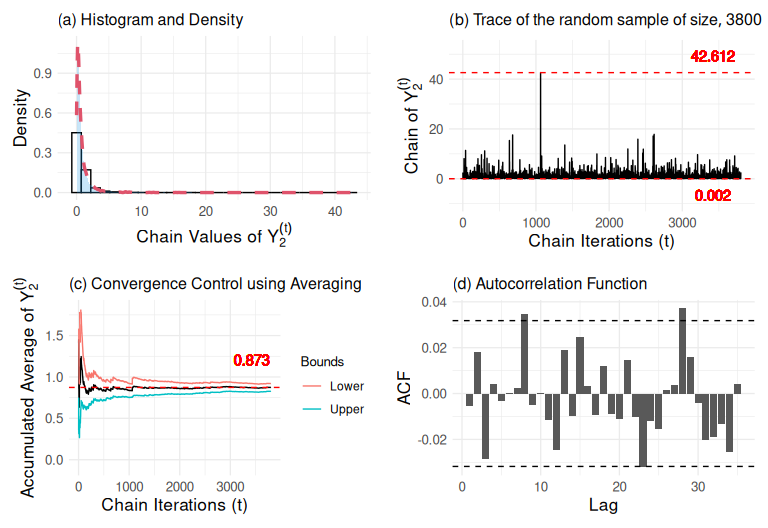 (a) Histogram and Density
Density
0.9
0.6
0.3
0.0
0
10
20
30
40
Chain Values of Y₂⁽ᵗ⁾
(b) Trace of the random sample of size, 3800
Chain of Y₂⁽ᵗ⁾
40
20
0
42.612
0.002
0
1000
2000
3000
Chain Iterations (t)
(c) Convergence Control using Averaging
Accumulated Average of Y₂⁽ᵗ⁾
1.5
1.0
0.5
0.0
0.873
0
1000
2000
3000
Chain Iterations (t)
Bounds
Lower
Upper
(d) Autocorrelation Function
ACF
0.04
0.02
0.00
-0.02
0
10
20
30
Lag